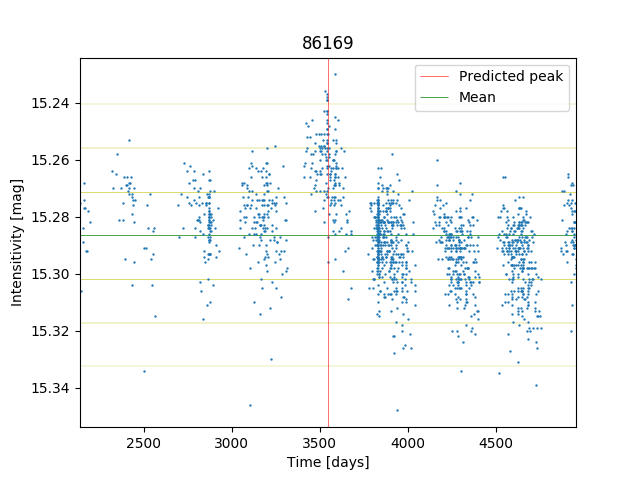 86169
Predicted peak
Mean
15.24
15.26
15.28
15.30
15.32
15.34
Intensitivity [mag]
2500 3000 3500 4000 4500
Time [days]